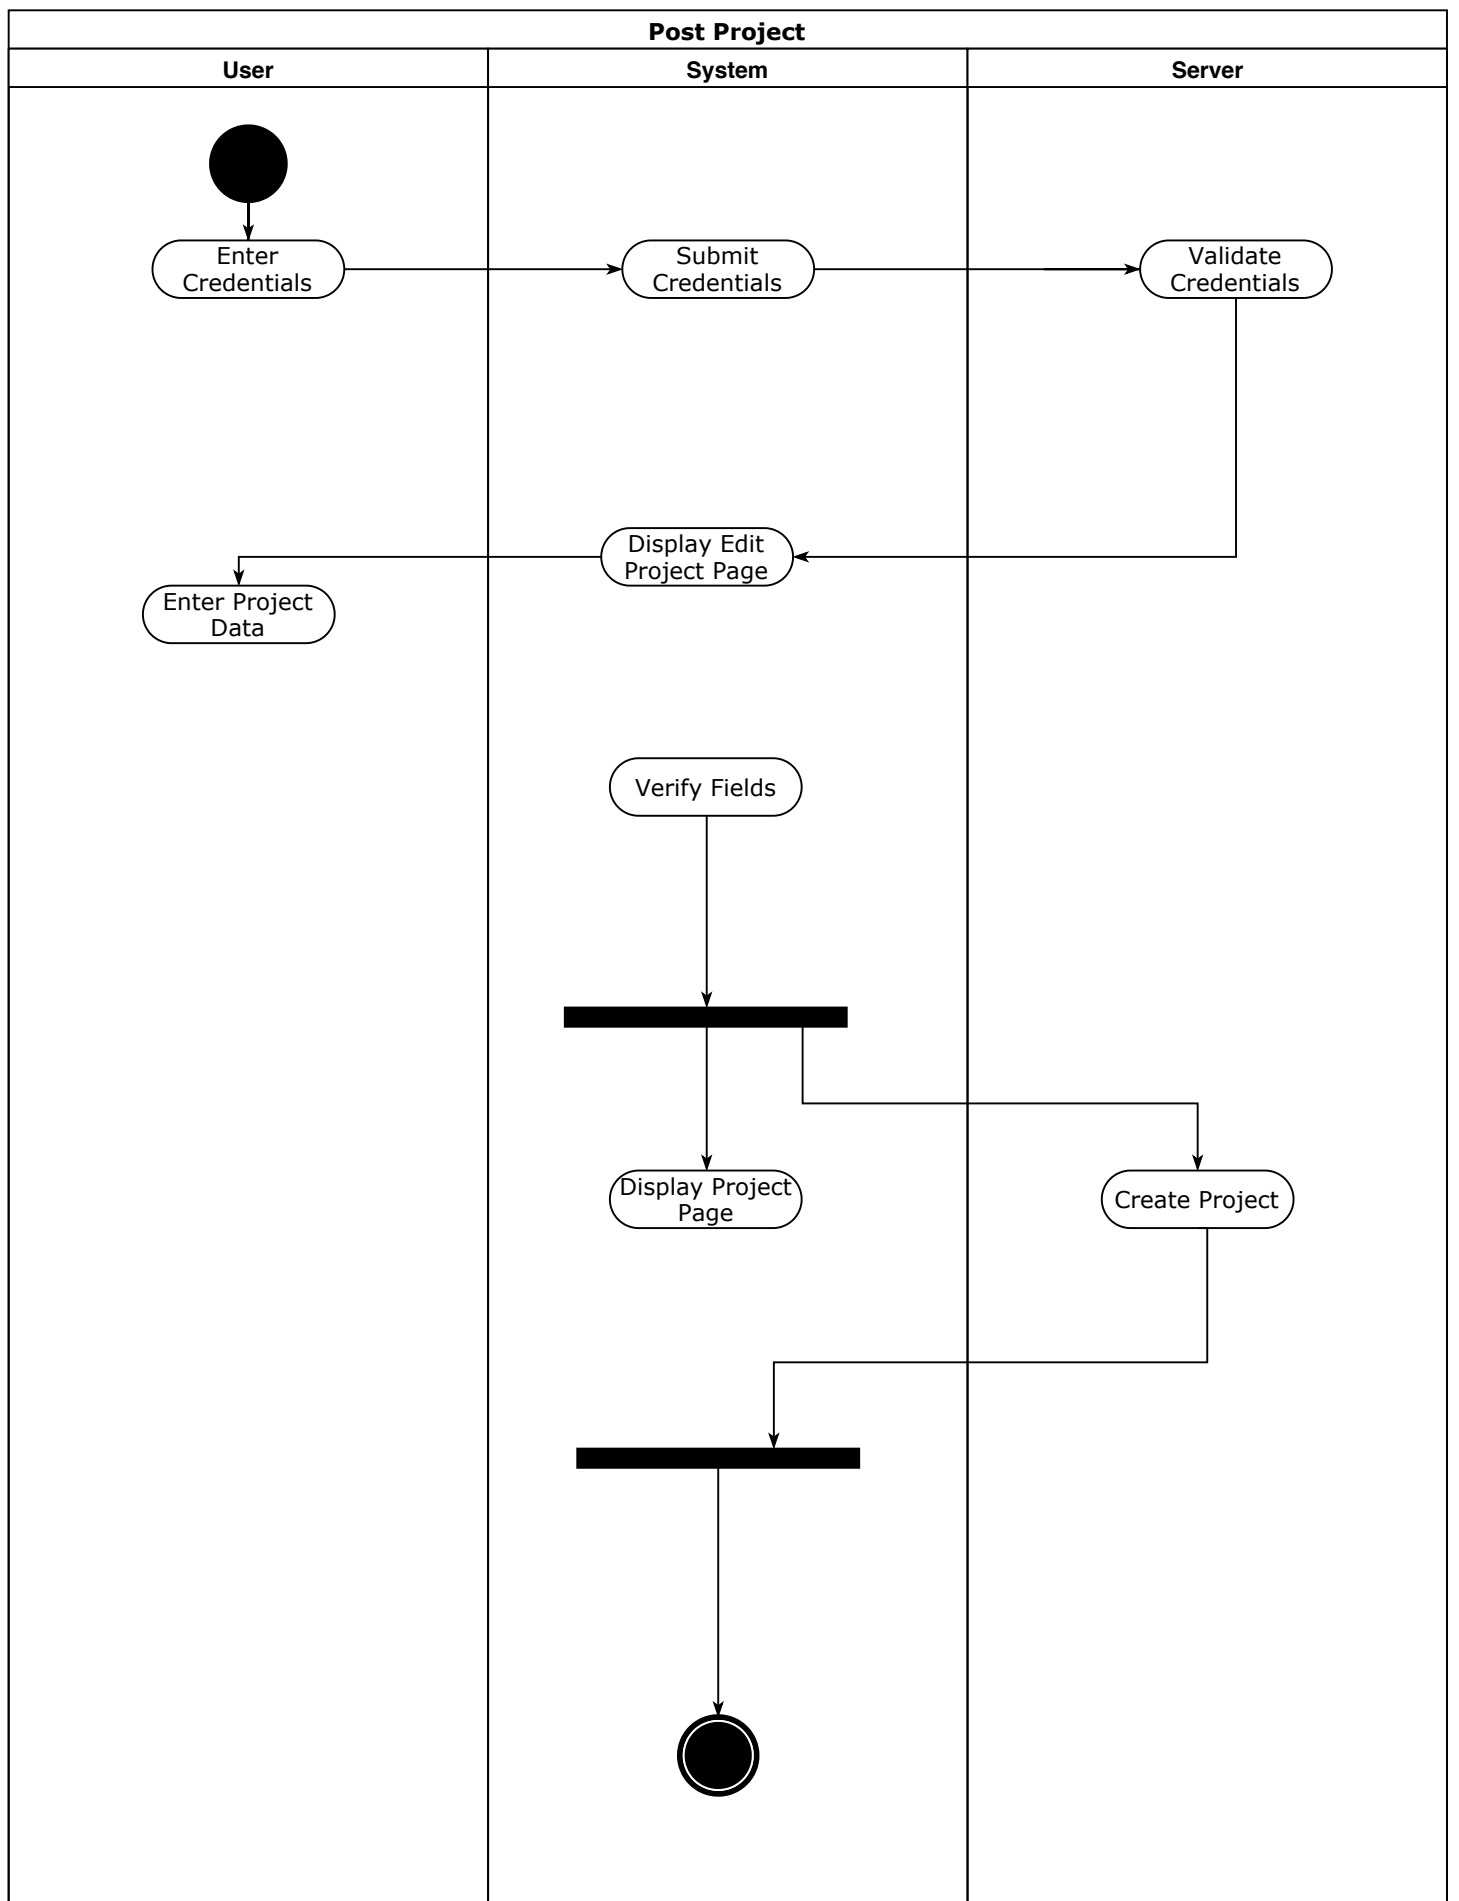 Post Project
User
System
Server
Enter
Credentials
Submit
Credentials
Validate
Credentials
Display Edit
Project Page
Enter Project
Data
Verify Fields
Display Project
Page
Create Project